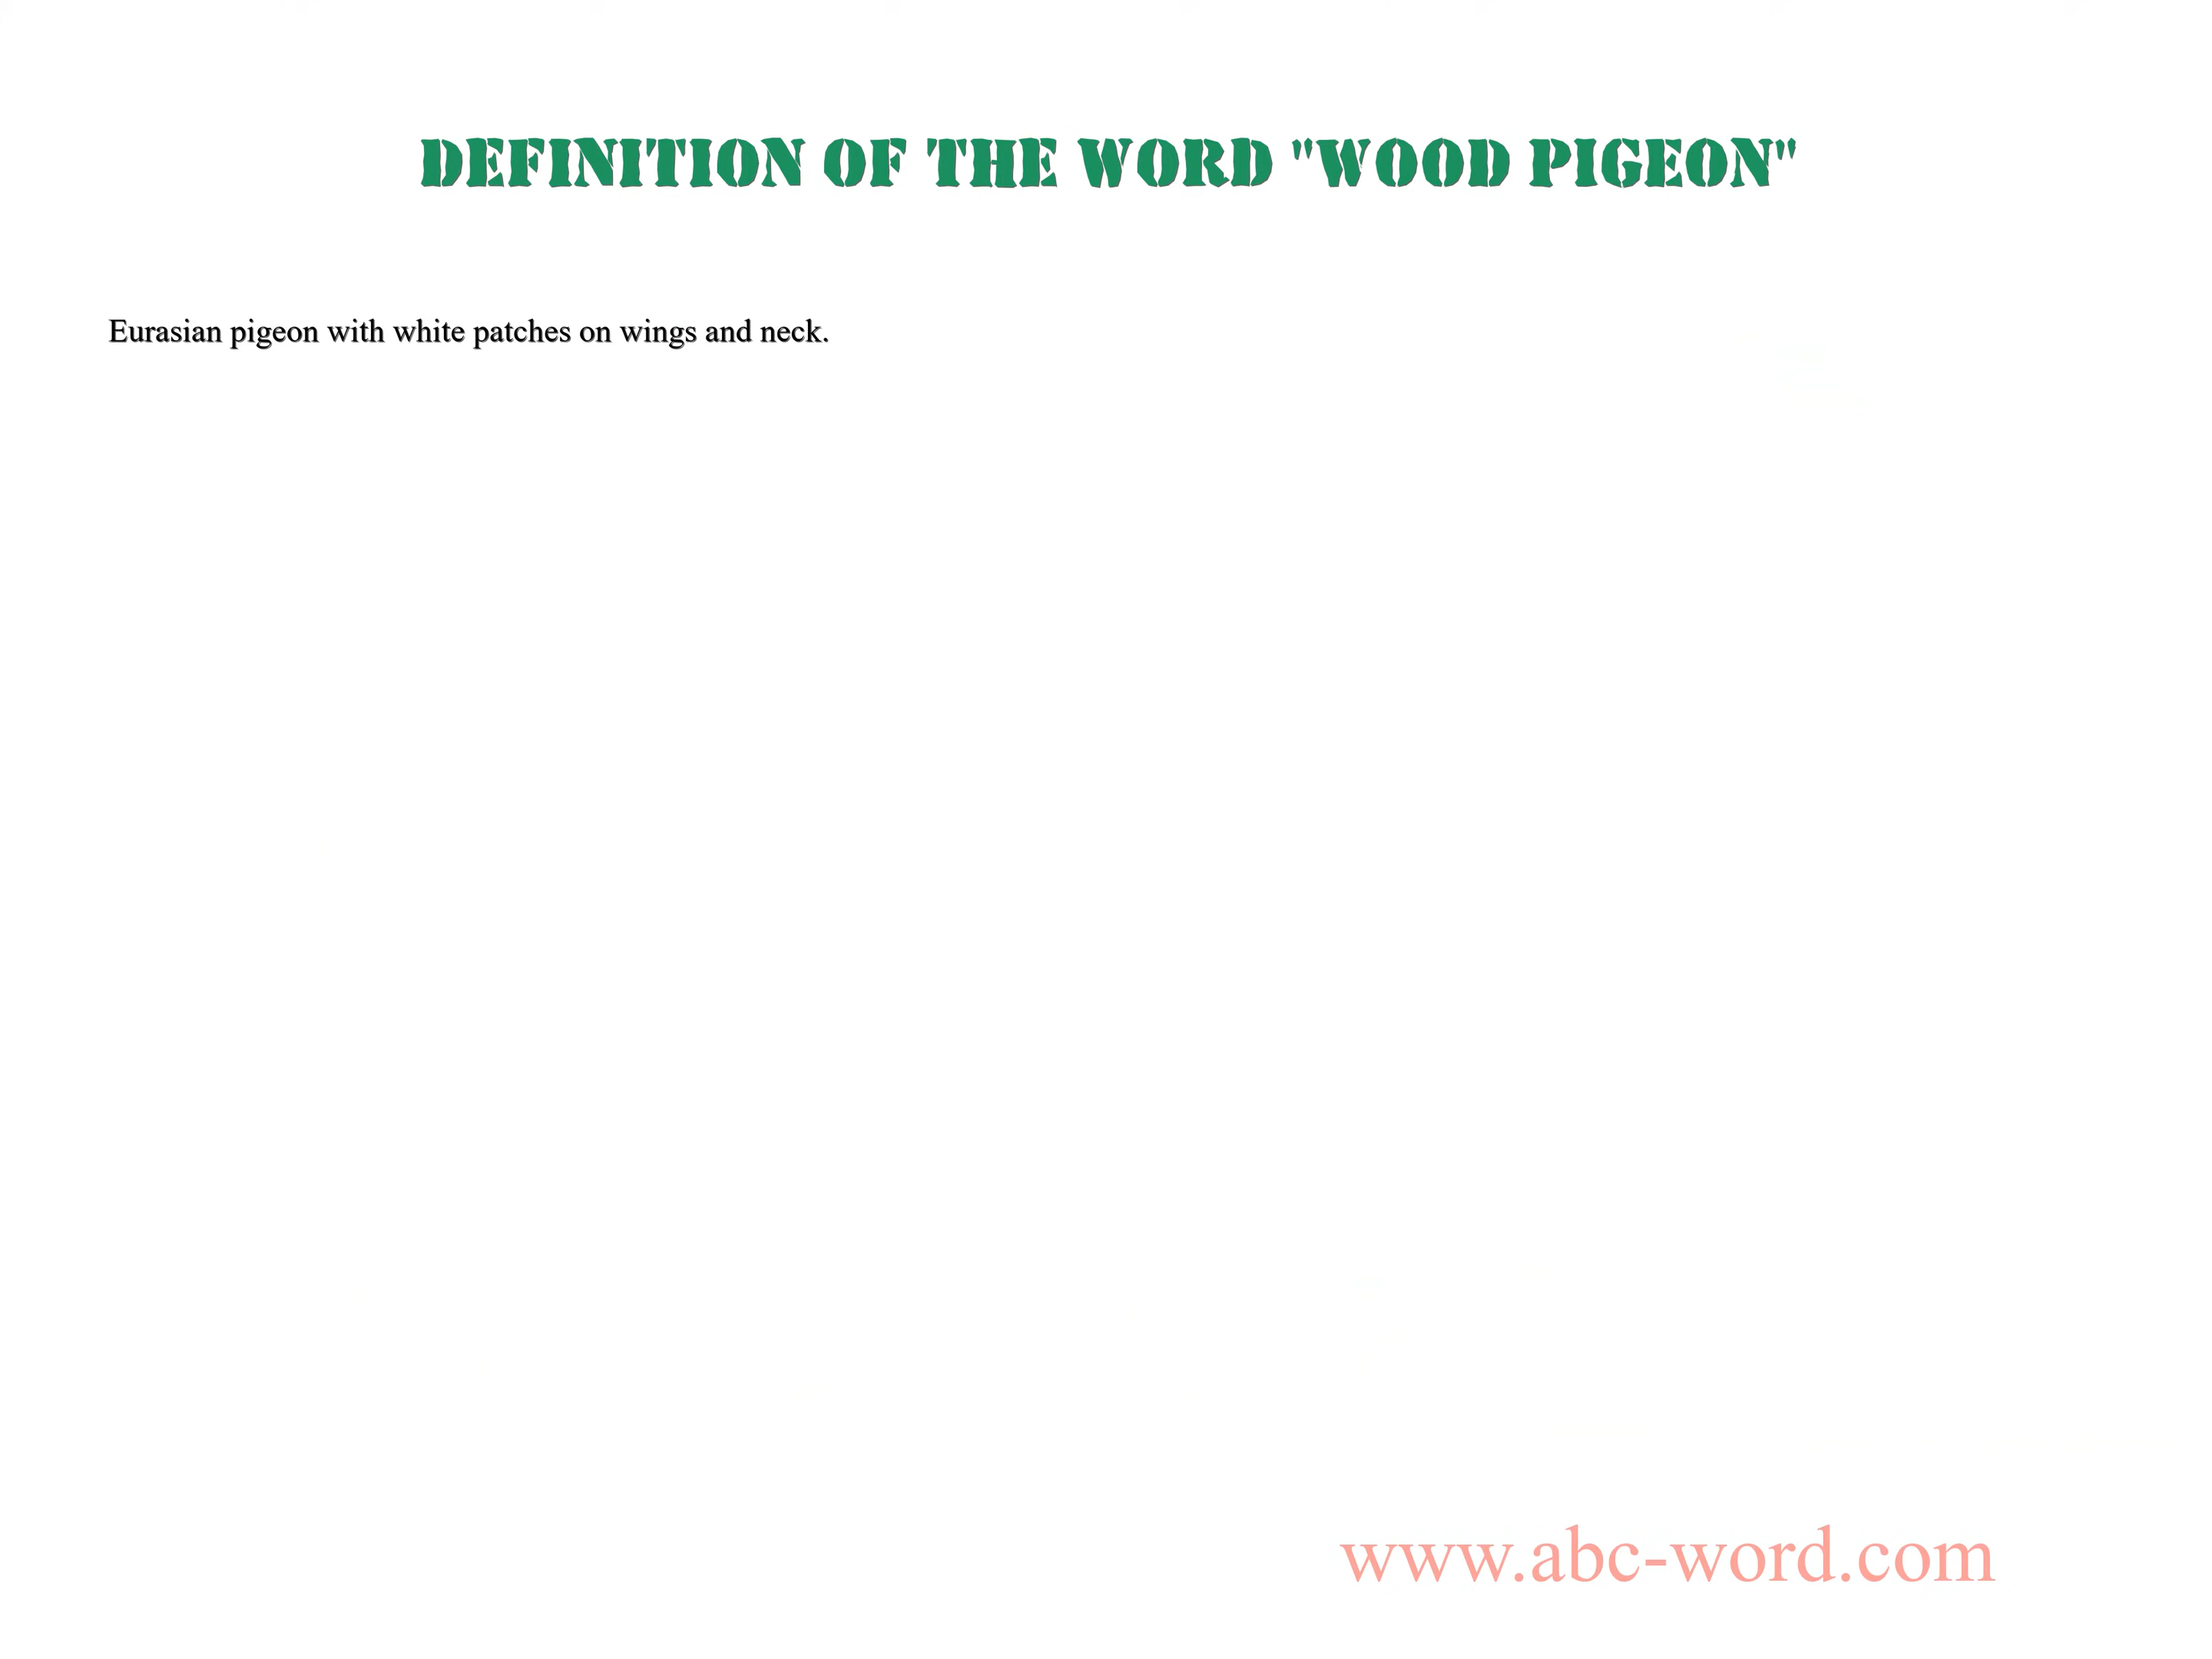 DEFINITION OF THE WORD "WOOD PIGEON"
Eurasian pigeon with white patches on wings and neck.
www.abc-word.com